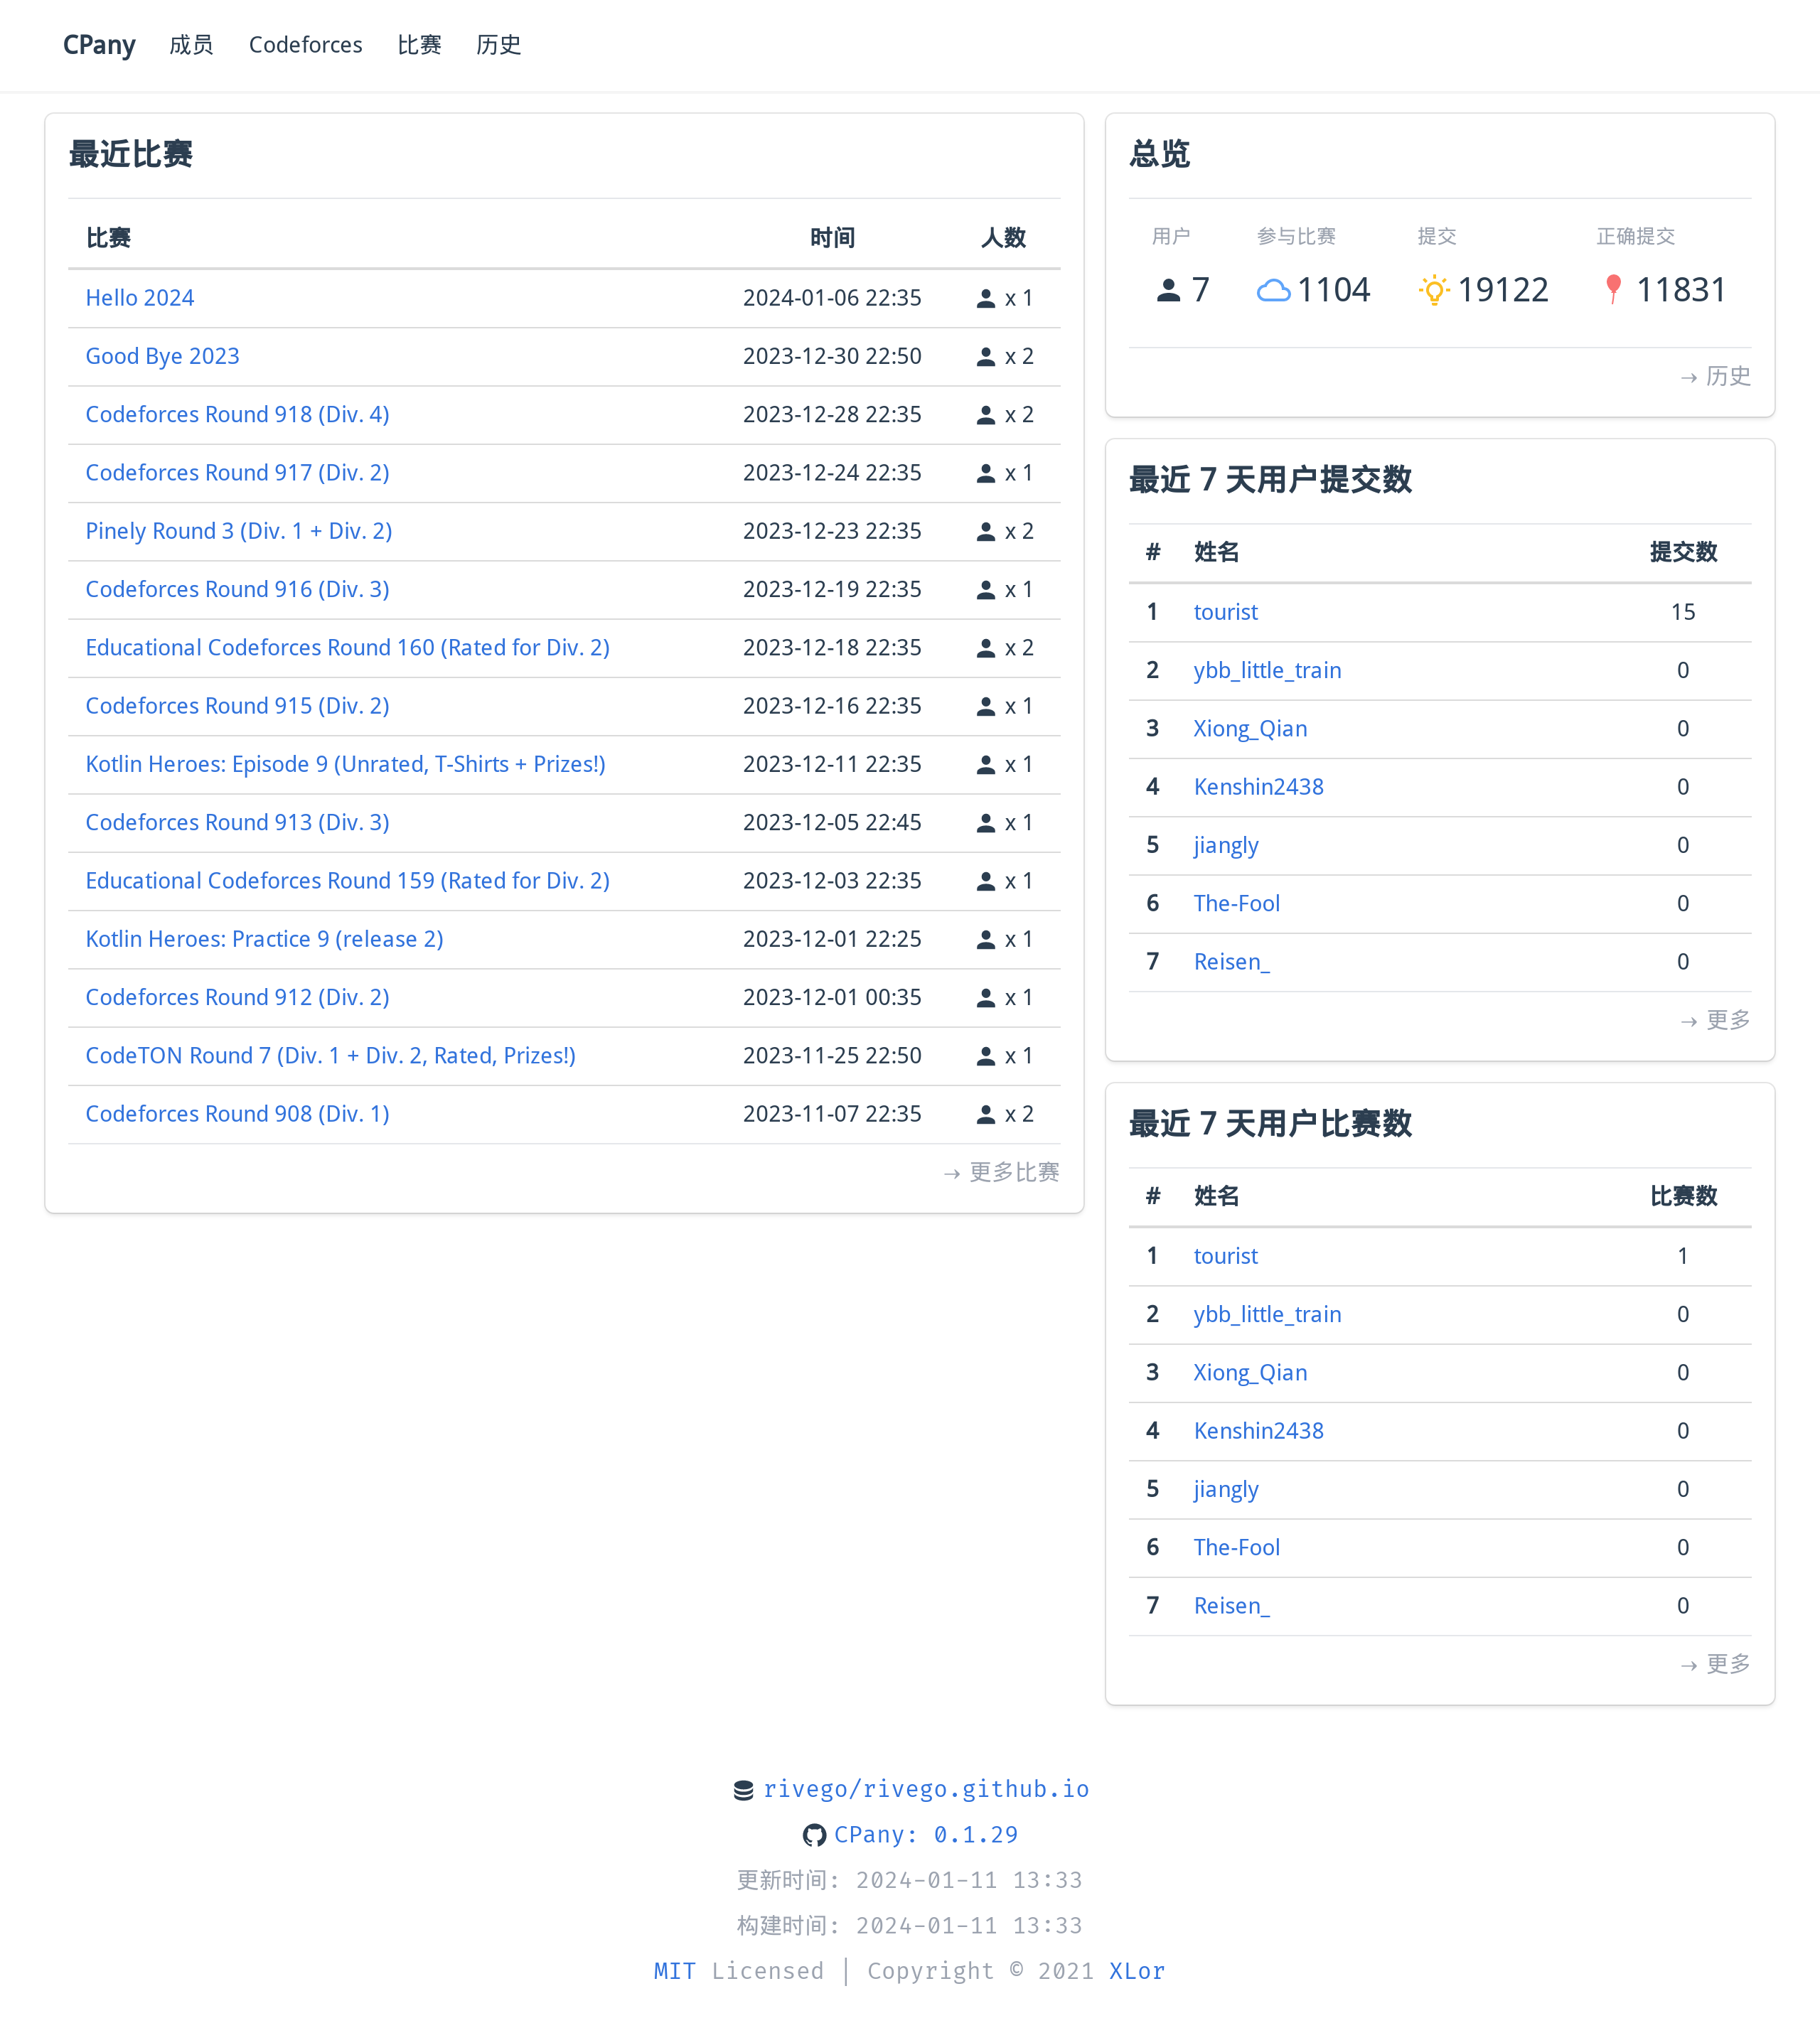 CPany 成员 Codeforces 比赛 历史
最近比赛
比赛 时间 人数
Hello 2024 2024-01-06 22:35 x 1
Good Bye 2023 2023-12-30 22:50 x 2
Codeforces Round 918 (Div. 4) 2023-12-28 22:35 x 2
Codeforces Round 917 (Div. 2) 2023-12-24 22:35 x 1
Pinely Round 3 (Div. 1 + Div. 2) 2023-12-23 22:35 x 2
Codeforces Round 916 (Div. 3) 2023-12-19 22:35 x 1
Educational Codeforces Round 160 (Rated for Div. 2) 2023-12-18 22:35 x 2
Codeforces Round 915 (Div. 2) 2023-12-16 22:35 x 1
Kotlin Heroes: Episode 9 (Unrated, T-Shirts + Prizes!) 2023-12-11 22:35 x 1
Codeforces Round 913 (Div. 3) 2023-12-05 22:45 x 1
Educational Codeforces Round 159 (Rated for Div. 2) 2023-12-03 22:35 x 1
Kotlin Heroes: Practice 9 (release 2) 2023-12-01 22:25 x 1
Codeforces Round 912 (Div. 2) 2023-12-01 00:35 x 1
CodeTON Round 7 (Div. 1 + Div. 2, Rated, Prizes!) 2023-11-25 22:50 x 1
Codeforces Round 908 (Div. 1) 2023-11-07 22:35 x 2
→ 更多比赛
总览
用户 参与比赛 提交 正确提交
7 1104 19122 11831
→ 历史
最近 7 天用户提交数
# 姓名 提交数
1 tourist 15
2 ybb_little_train 0
3 Xiong_Qian 0
4 Kenshin2438 0
5 jiangly 0
6 The-Fool 0
7 Reisen_ 0
→ 更多
最近 7 天用户比赛数
# 姓名 比赛数
1 tourist 1
2 ybb_little_train 0
3 Xiong_Qian 0
4 Kenshin2438 0
5 jiangly 0
6 The-Fool 0
7 Reisen_ 0
→ 更多
rivego/rivego.github.io
CPany: 0.1.29
更新时间: 2024-01-11 13:33
构建时间: 2024-01-11 13:33
MIT Licensed | Copyright © 2021 XLor